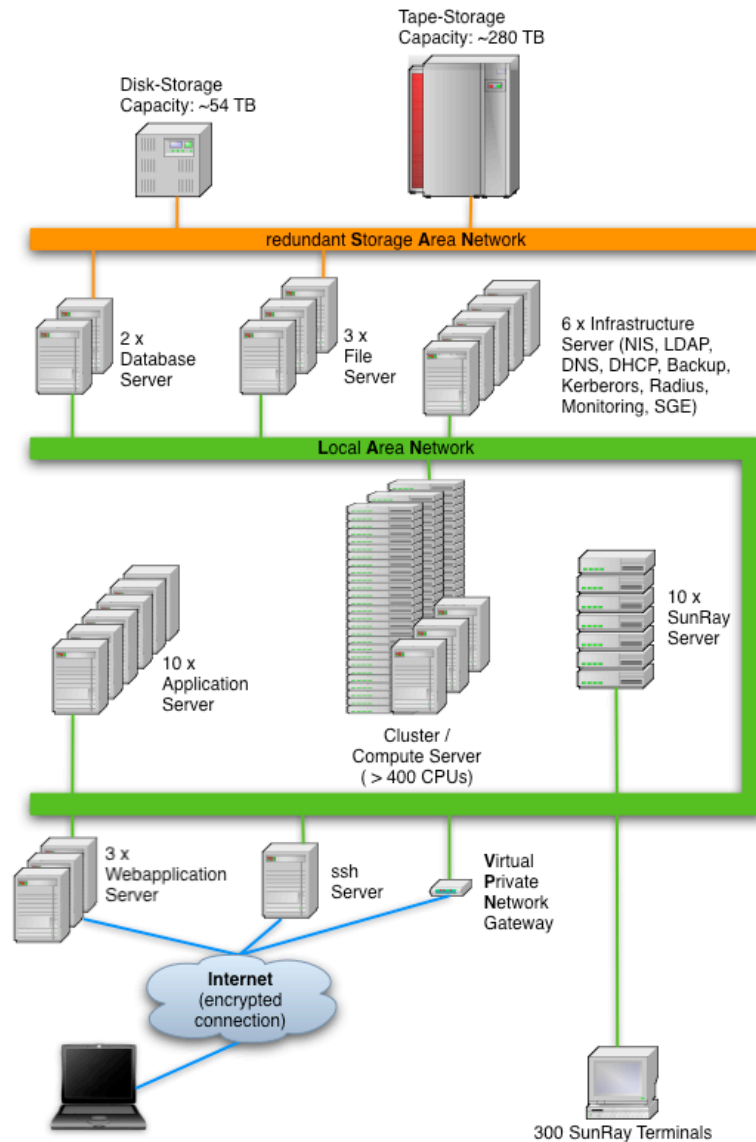 Tape-Storage
Capacity: ~280 TB
Disk-Storage
Capacity: ~54 TB
redundant Storage Area Network
2 x
Database
Server
3 x
File
Server
6 x Infrastructure
Server (NIS, LDAP,
DNS, DHCP, Backup,
Kerberors, Radius,
Monitoring, SGE)
Local Area Network
10 x
Application
Server
Cluster /
Compute Server
( > 400 CPUs)
10 x
SunRay
Server
3 x
Webapplication
Server
ssh
Server
Virtual
Private
Network
Gateway
Internet
(encrypted
connection)
300 SunRay Terminals